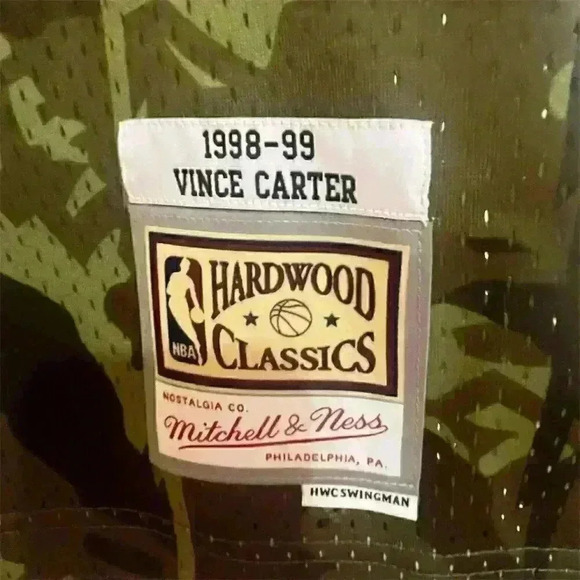 1998-99
VINCE CARTER
HARDWOOD
NBA
CLASSICS
NOSTALGIA CO.
Mitchell & Ness
PHILADELPHIA, PA.
HWCSWINGMAN